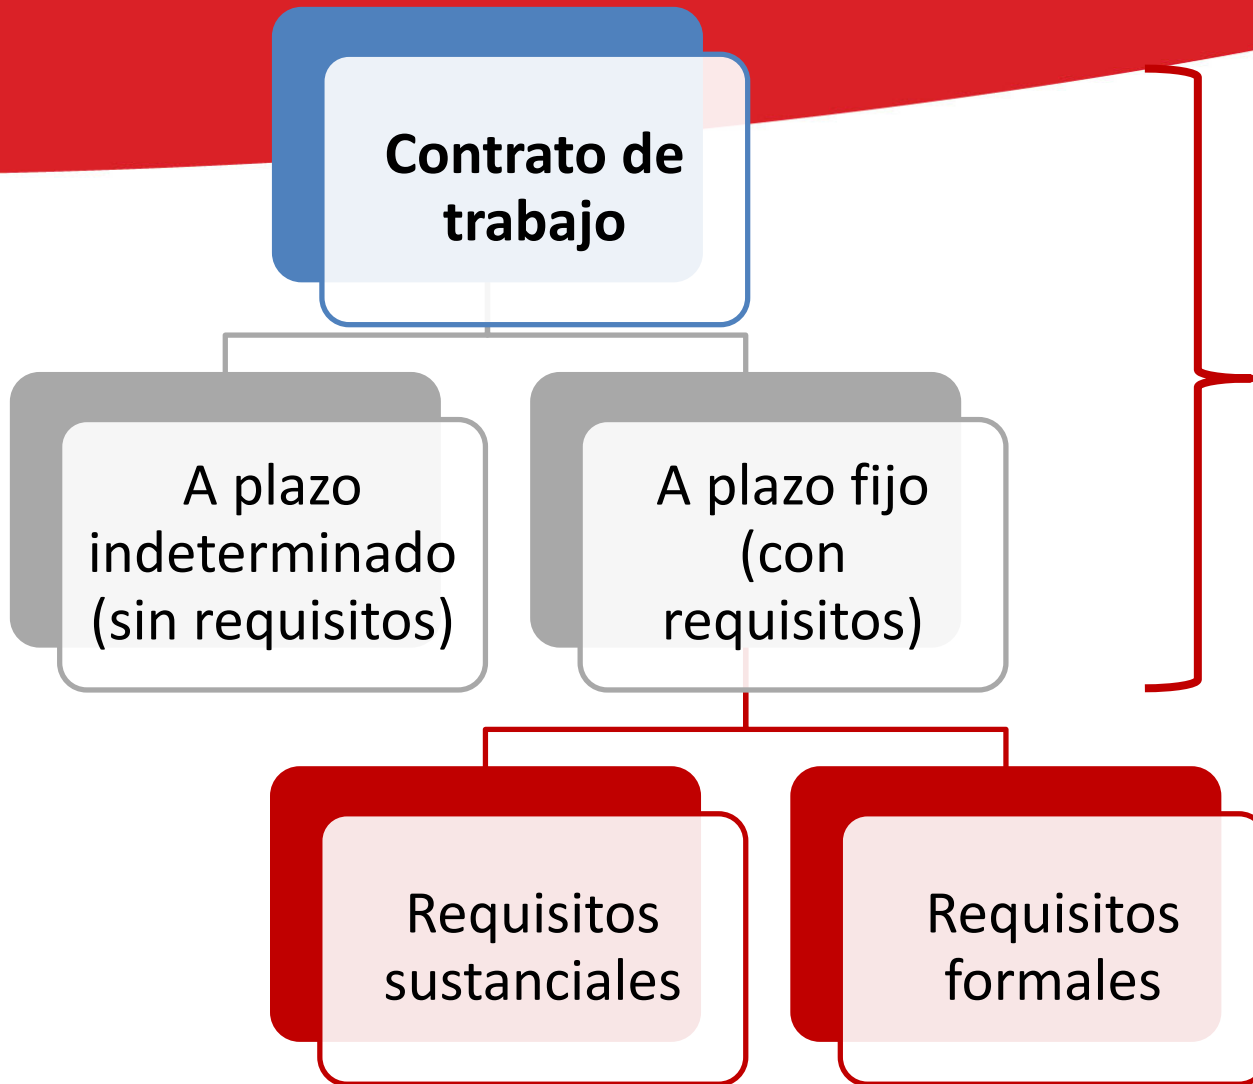 Contrato de
trabajo
A plazo
indeterminado
(sin requisitos)
A plazo fijo
(con
requisitos)
Requisitos
sustanciales
Requisitos
formales